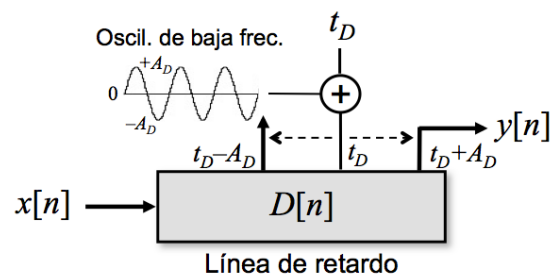 t_D
Oscil. de baja frec.
+A_D
0
+
–A_D
y[n]
t_D–A_D
t_D
t_D+A_D
x[n]
D[n]
Línea de retardo